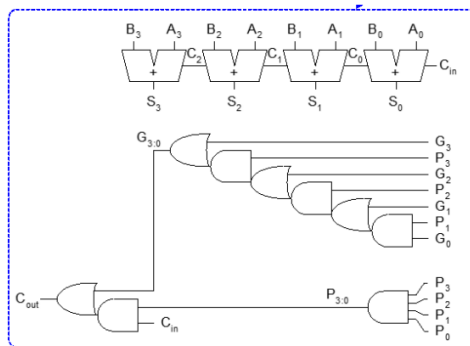 B3 A3 B2 A2 B1 A1 B0 A0
C2 C1 C0 Cin
+ + + +
S3 S2 S1 S0
G3:0 G3
P3
G2
P2
G1
P1
G0
P3:0 P3
P2
Cout P1
Cin P0